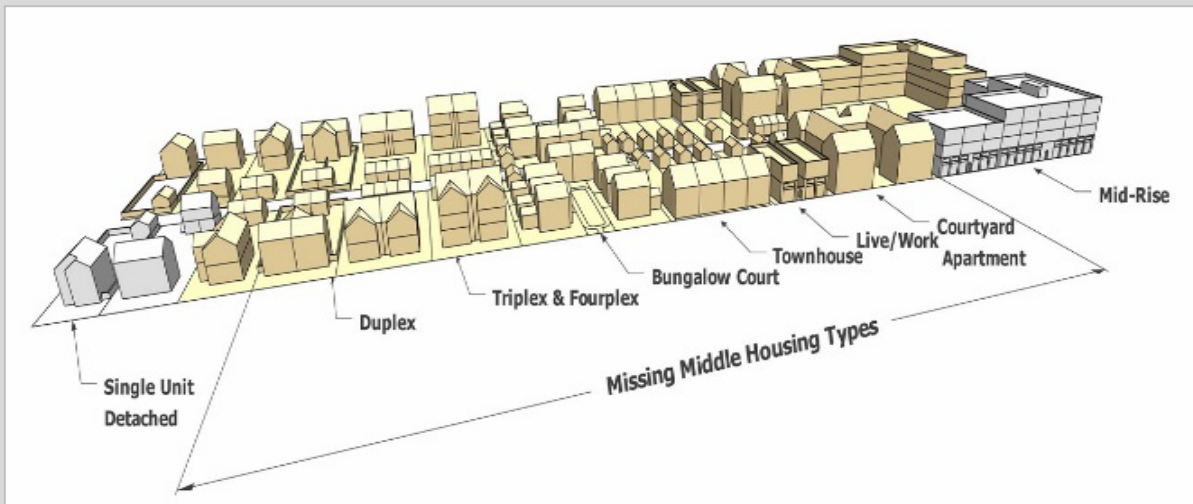 Single Unit
Detached
Duplex
Triplex & Fourplex
Bungalow Court
Townhouse
Live/Work
Courtyard
Apartment
Mid-Rise
Missing Middle Housing Types